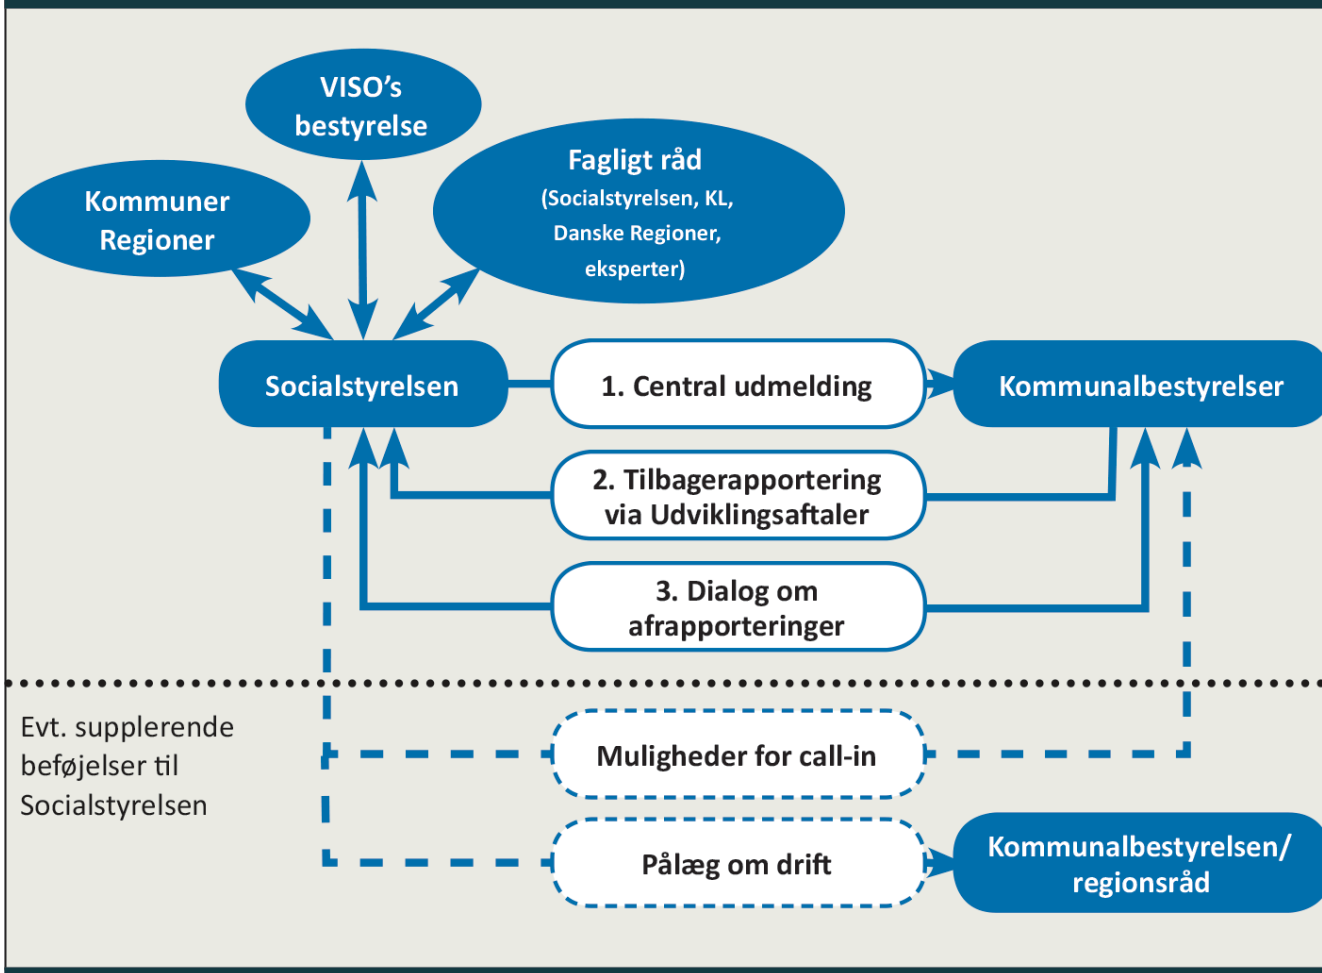 VISO’s
bestyrelse
Kommuner
Regioner
Fagligt råd
(Socialstyrelsen, KL,
Danske Regioner,
eksperter)
Socialstyrelsen
1. Central udmelding
Kommunalbestyrelser
2. Tilbagerapportering
via Udviklingsaftaler
3. Dialog om
afrapporteringer
Evt. supplerende
beføjelser til
Socialstyrelsen
Muligheder for call-in
Pålæg om drift
Kommunalbestyrelsen/
regionsråd